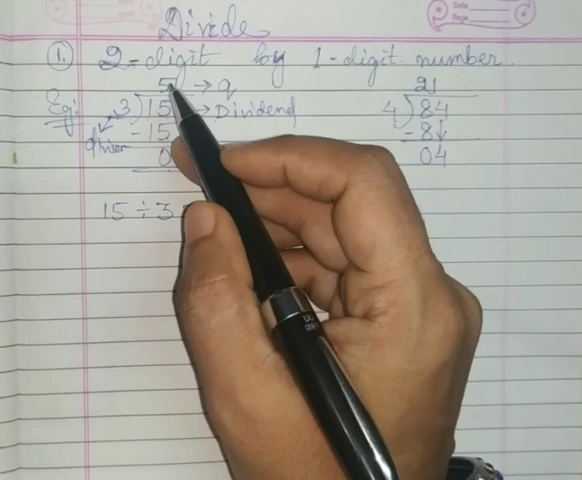 Divide
① 2-digit by 1-digit number.
5 → q
Eg: 3) 15 → Dividend
- 15
0
15 ÷ 3
21
4) 84
- 8↓
04
Date
Page